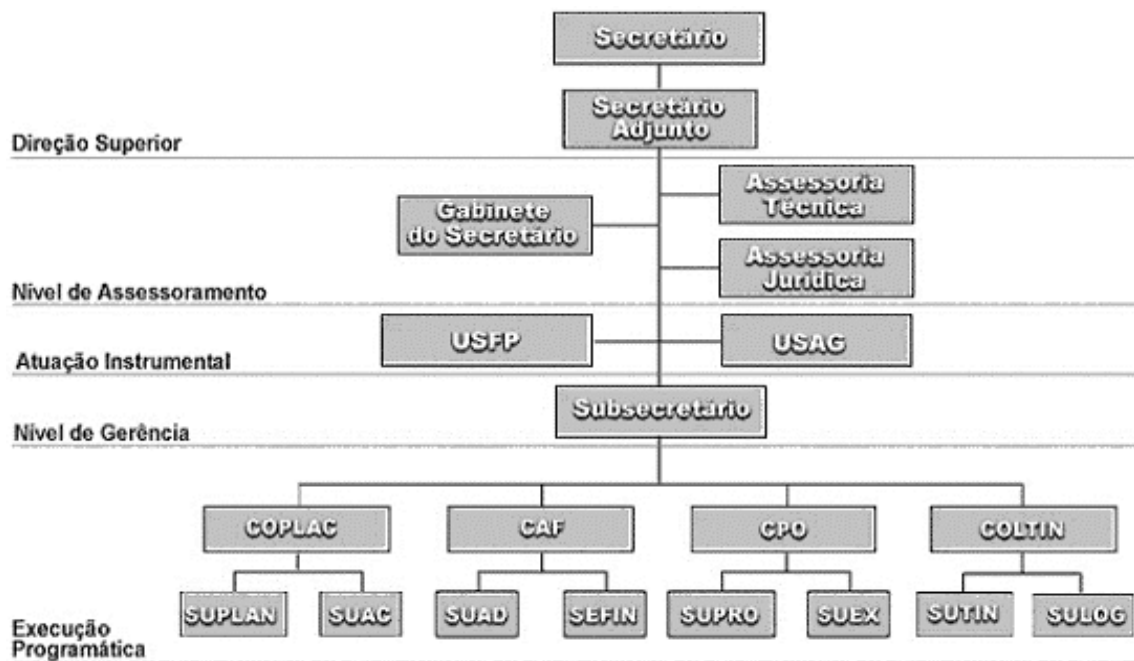 Secretário
Secretário
Adjunto
Direção Superior
Assessoria
Técnica
Gabinete
do Secretário
Assessoria
Jurídica
Nível de Assessoramento
USFP
USAG
Atuação Instrumental
Subsecretário
Nível de Gerência
COPLAC
CAF
CPO
COLTIN
SUPLAN
SUAC
SUAD
SEFIN
SUPRO
SUEX
SUTIN
SULOG
Execução
Programática